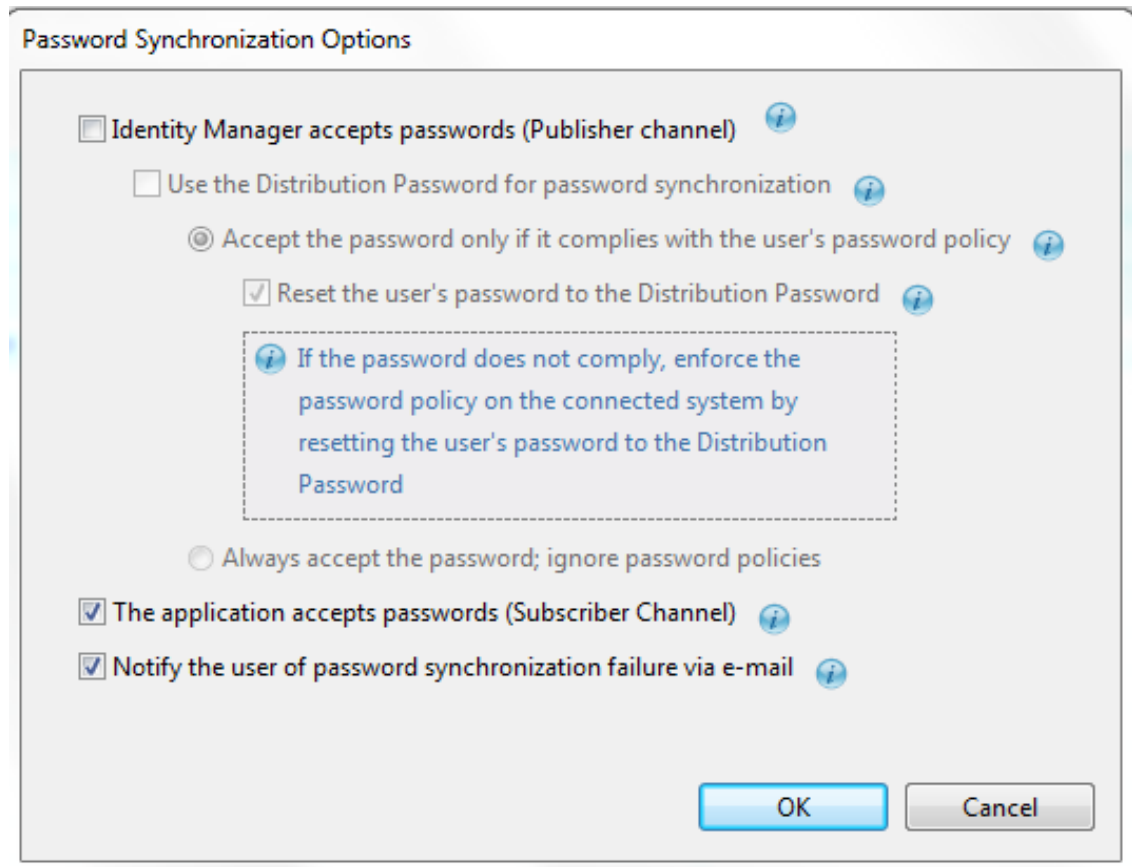 Password Synchronization Options
Identity Manager accepts passwords (Publisher channel)
Use the Distribution Password for password synchronization
Accept the password only if it complies with the user's password policy
Reset the user's password to the Distribution Password
If the password does not comply, enforce the
password policy on the connected system by
resetting the user's password to the Distribution
Password
Always accept the password; ignore password policies
The application accepts passwords (Subscriber Channel)
Notify the user of password synchronization failure via e-mail
OK Cancel